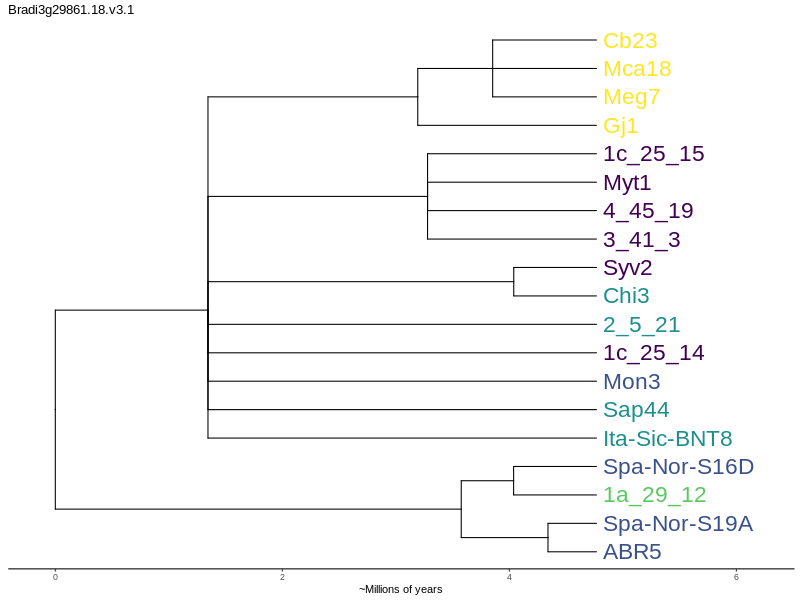 Bradi3g29861.18.v3.1
Cb23
Mca18
Meg7
Gj1
1c_25_15
Myt1
4_45_19
3_41_3
Syv2
Chi3
2_5_21
1c_25_14
Mon3
Sap44
Ita-Sic-BNT8
Spa-Nor-S16D
1a_29_12
Spa-Nor-S19A
ABR5
0 2 4 6
~Millions of years